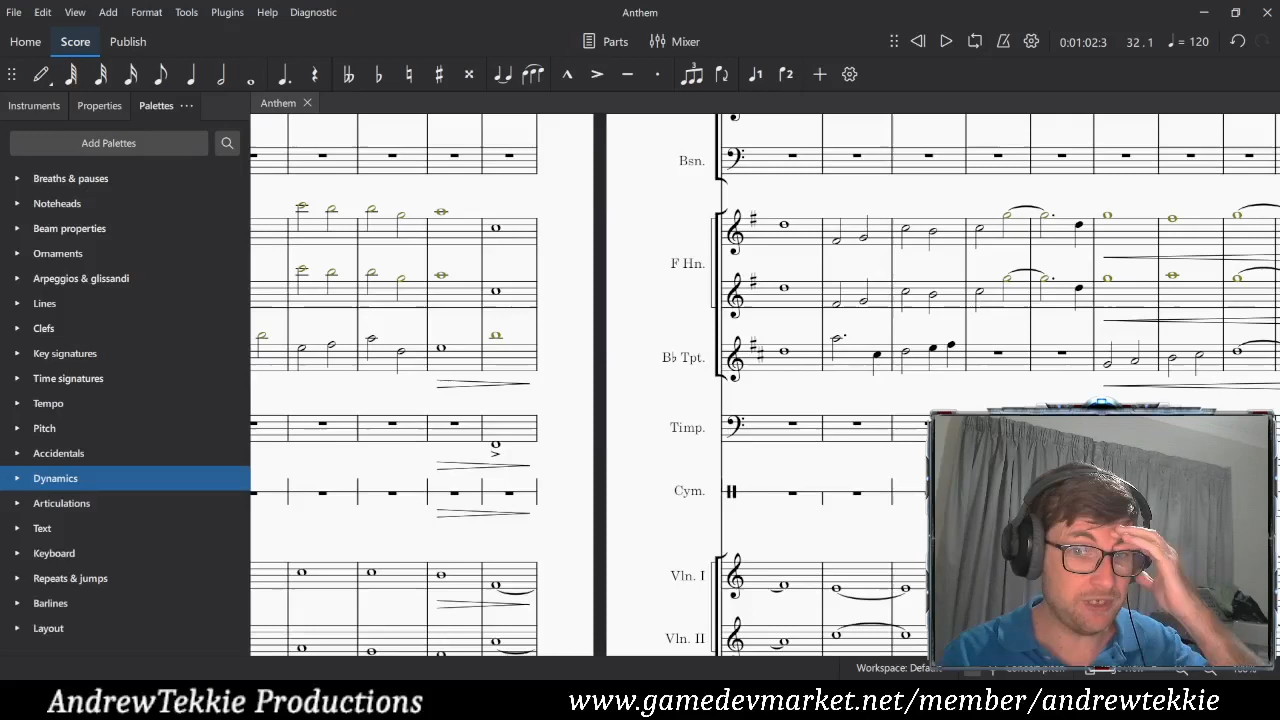 File Edit View Add Format Tools Plugins Help Diagnostic
Anthem
Home Score Publish
Parts Mixer
0:01:02:3 32 . 1 = 120
Instruments Properties Palettes
Anthem
Add Palettes
Breaths & pauses
Noteheads
Beam properties
Ornaments
Arpeggios & glissandi
Lines
Clefs
Key signatures
Time signatures
Tempo
Pitch
Accidentals
Dynamics
Articulations
Text
Keyboard
Repeats & jumps
Barlines
Layout
Bsn.
F Hn.
B♭ Tpt.
Timp.
Cym.
Vln. I
Vln. II
Workspace:
AndrewTekkie Productions
www.gamedevmarket.net/member/andrewtekkie